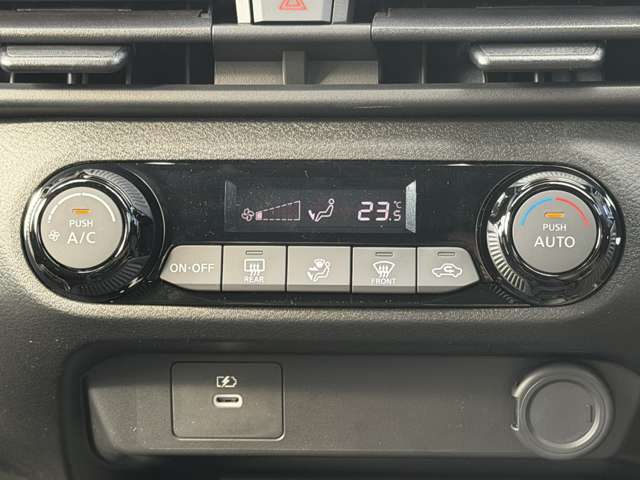 23.5°C
PUSH
A/C
PUSH
AUTO
ON·OFF
REAR
FRONT